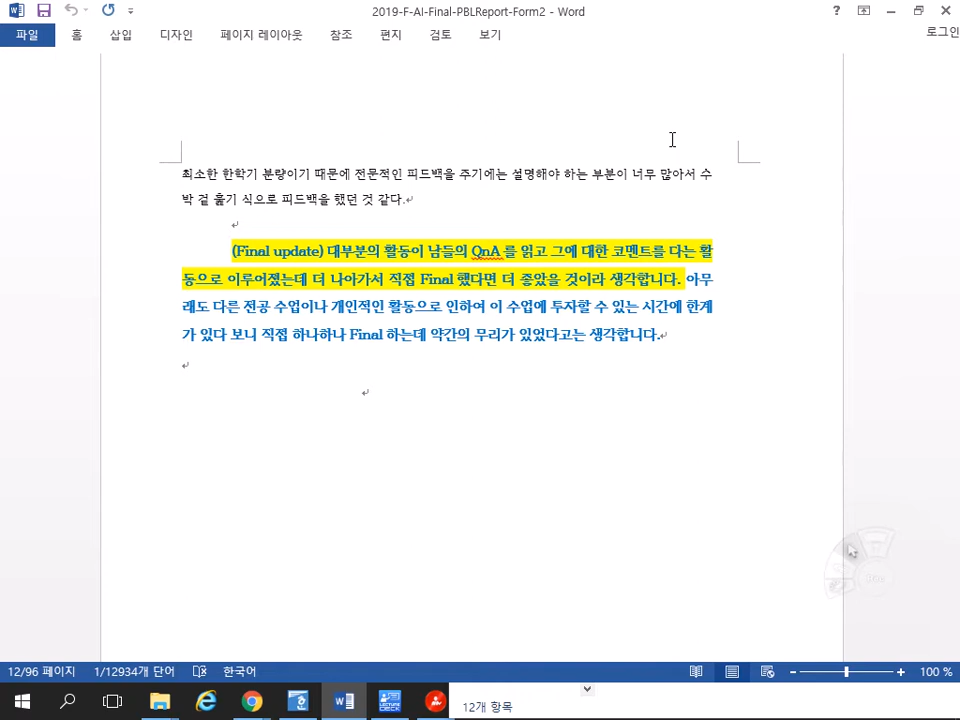 2019-F-AI-Final-PBLReport-Form2 - Word
파일 홈 삽입 디자인 페이지 레이아웃 참조 편지 검토 보기 로그인
최소한 한학기 분량이기 때문에 전문적인 피드백을 주기에는 설명해야 하는 부분이 너무 많아서 수
박 겉 훑기 식으로 피드백을 했던 것 같다.
(Final update) 대부분의 활동이 남들의 QnA 를 읽고 그에 대한 코멘트를 다는 활
동으로 이루어졌는데 더 나아가서 직접 Final 했다면 더 좋았을 것이라 생각합니다. 아무
래도 다른 전공 수업이나 개인적인 활동으로 인하여 이 수업에 투자할 수 있는 시간에 한계
가 있다 보니 직접 하나하나 Final 하는데 약간의 무리가 있었다고는 생각합니다.
12/96 페이지 1/12934개 단어 한국어 100 %
12개 항목